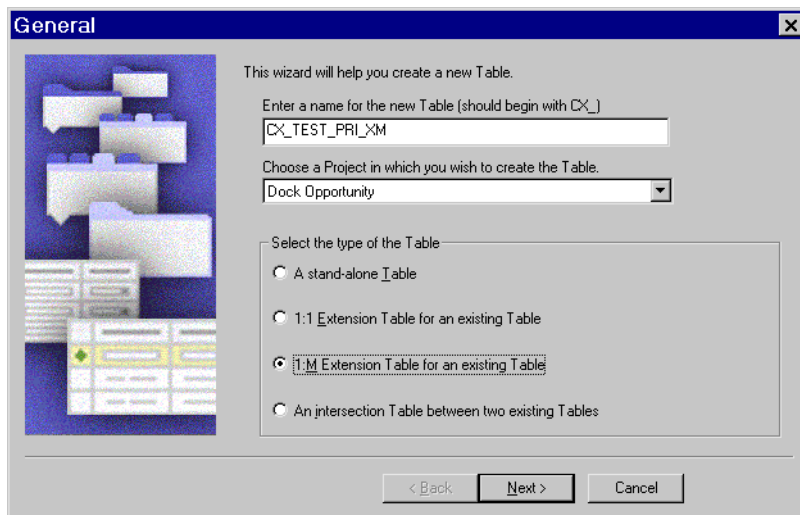 General
This wizard will help you create a new Table.
Enter a name for the new Table (should begin with CX_)
CX_TEST_PRI_XM
Choose a Project in which you wish to create the Table.
Dock Opportunity
Select the type of the Table
A stand-alone Table
1:1 Extension Table for an existing Table
1:M Extension Table for an existing Table
An intersection Table between two existing Tables
< Back
Next >
Cancel